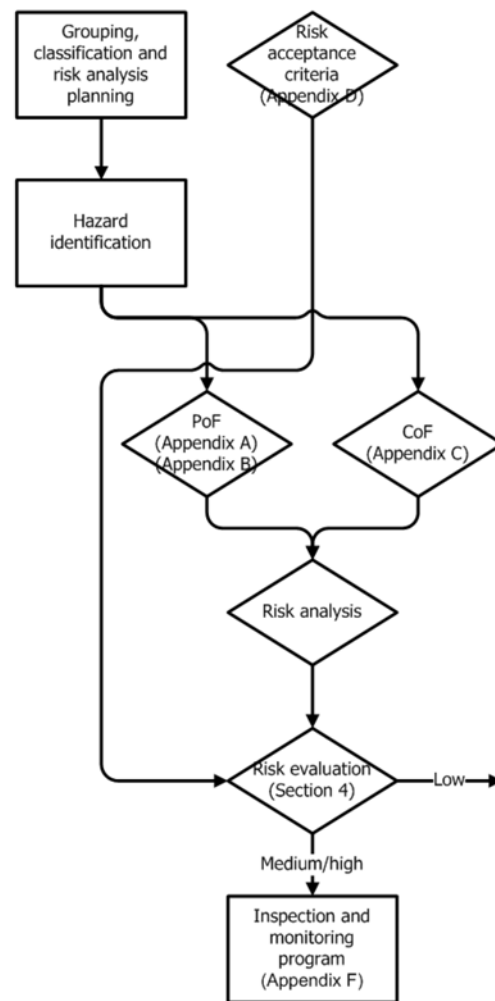 Grouping,
classification and
risk analysis
planning
Risk
acceptance
criteria
(Appendix D)
Hazard
identification
PoF
(Appendix A)
(Appendix B)
CoF
(Appendix C)
Risk analysis
Risk evaluation
(Section 4)
Low
Medium/high
Inspection and
monitoring
program
(Appendix F)